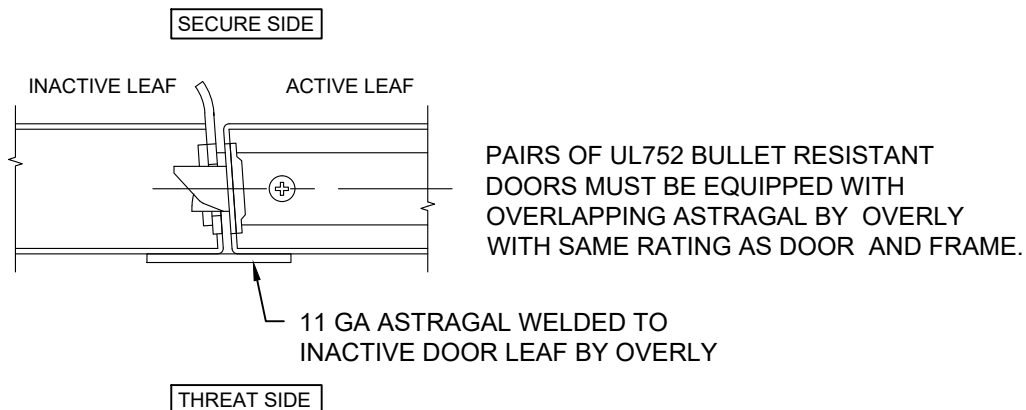 SECURE SIDE
INACTIVE LEAF
ACTIVE LEAF
PAIRS OF UL752 BULLET RESISTANT
DOORS MUST BE EQUIPPED WITH
OVERLAPPING ASTRAGAL BY OVERLY
WITH SAME RATING AS DOOR AND FRAME.
11 GA ASTRAGAL WELDED TO
INACTIVE DOOR LEAF BY OVERLY
THREAT SIDE